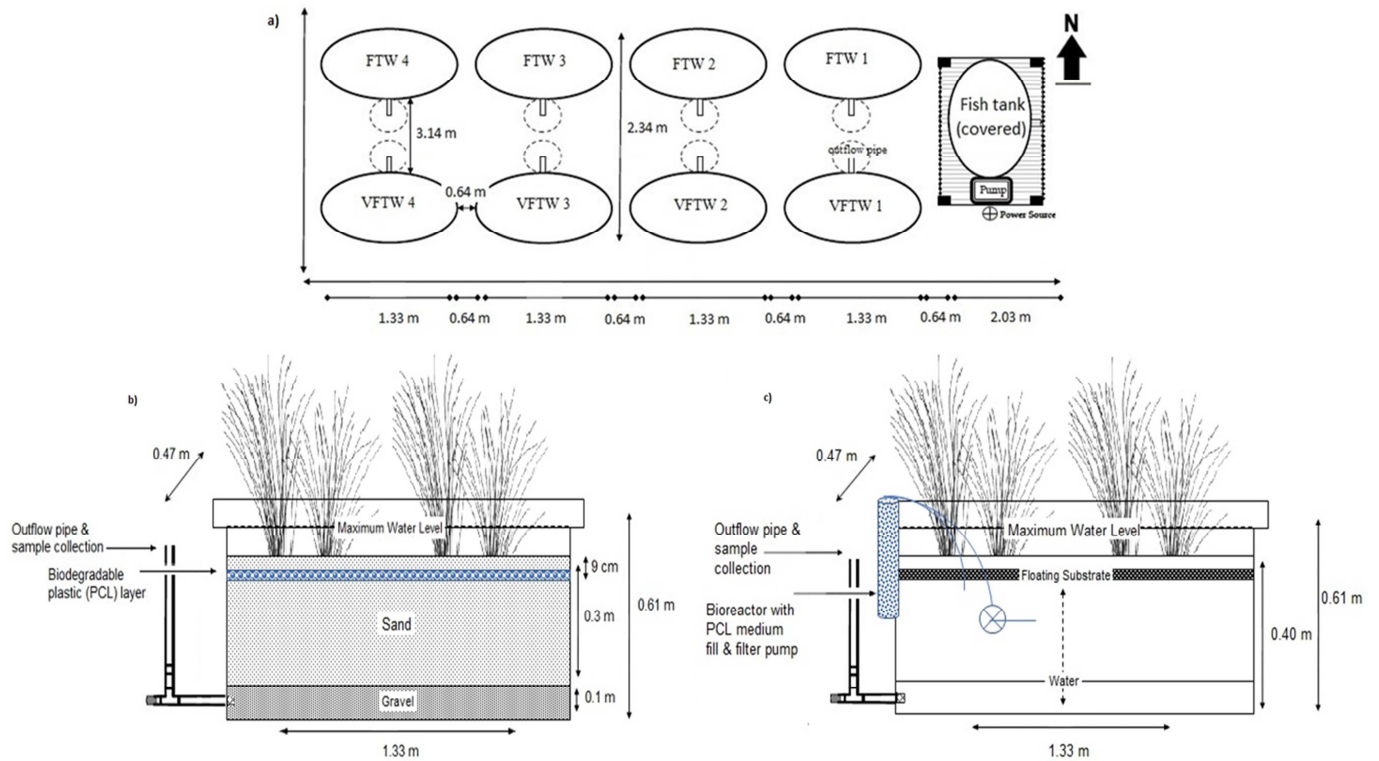 a)
N
FTW 4
FTW 3
FTW 2
FTW 1
Fish tank
(covered)
3.14 m
2.34 m
outflow pipe
0.64 m
VFTW 4
VFTW 3
VFTW 2
VFTW 1
Pump
Power Source
1.33 m
0.64 m
1.33 m
0.64 m
1.33 m
0.64 m
1.33 m
0.64 m
2.03 m
b)
0.47 m
Outflow pipe &
sample collection
Maximum Water Level
Biodegradable
plastic (PCL) layer
9 cm
0.3 m
0.61 m
Sand
Gravel
0.1 m
1.33 m
c)
0.47 m
Outflow pipe &
sample
collection
Maximum Water Level
Floating Substrate
Bioreactor with
PCL medium
fill & filter pump
0.61 m
0.40 m
Water
1.33 m